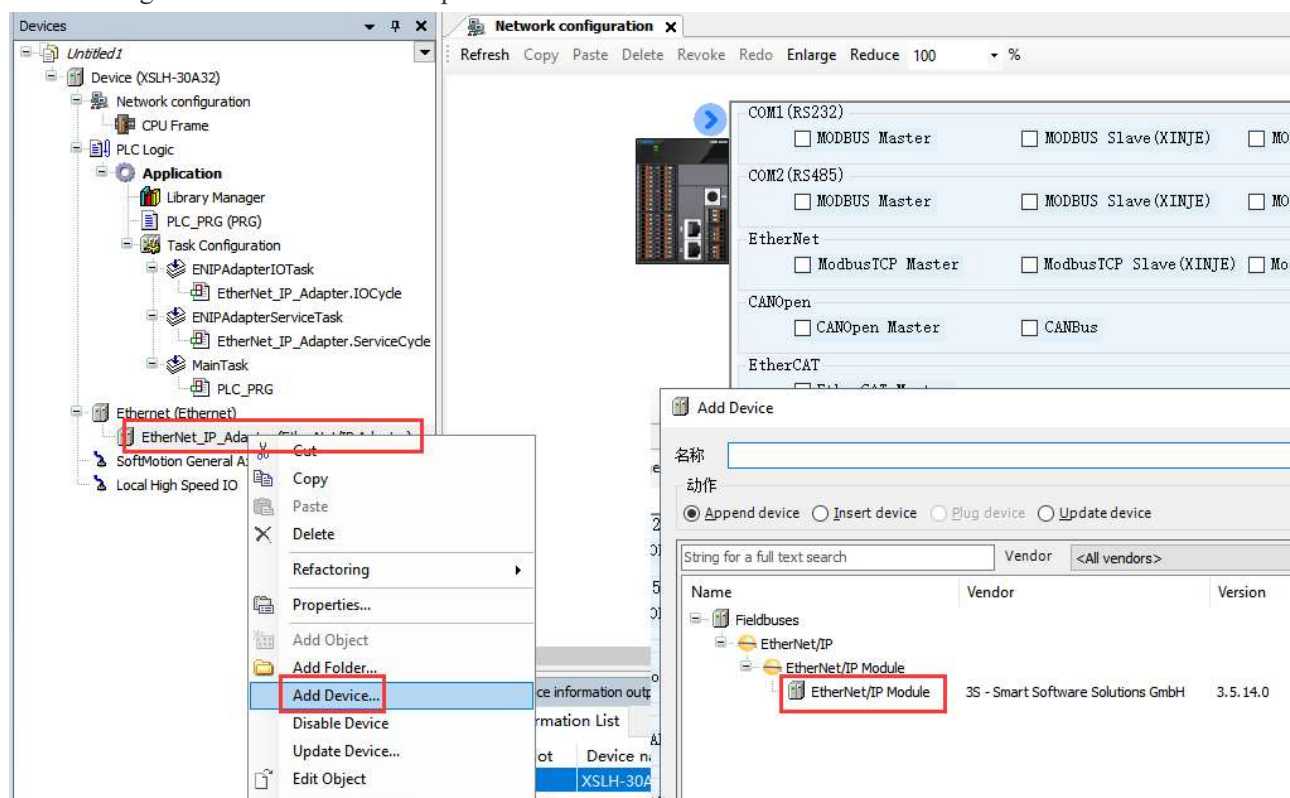 Devices
Untitled1
Device (XSLH-30A32)
Network configuration
CPU Frame
PLC Logic
Application
Library Manager
PLC_PRG (PRG)
Task Configuration
ENIPAdapterIOTask
EtherNet_IP_Adapter.IOCycle
ENIPAdapterServiceTask
EtherNet_IP_Adapter.ServiceCycle
MainTask
PLC_PRG
Ethernet (Ethernet)
EtherNet_IP_Ada
SoftMotion General A
Local High Speed IO
Cut
Copy
Paste
Delete
Refactoring
Properties...
Add Object
Add Folder...
Add Device...
Disable Device
Update Device...
Edit Object
Network configuration X
Refresh Copy Paste Delete Revoke Redo Enlarge Reduce 100 %
COM1(RS232)
MODBUS Master MODBUS Slave(XINJE) MO
COM2(RS485)
MODBUS Master MODBUS Slave(XINJE) MO
EtherNet
ModbusTCP Master ModbusTCP Slave(XINJE) Mo
CANOpen
CANOpen Master CANBus
EtherCAT
ce information outp
rmation List
ot Device n
XSLH-30A
Add Device
名称
动作
Append device Insert device Plug device Update device
String for a full text search Vendor <All vendors>
Name Vendor Version
Fieldbuses
EtherNet/IP
EtherNet/IP Module
EtherNet/IP Module 3S - Smart Software Solutions GmbH 3.5.14.0